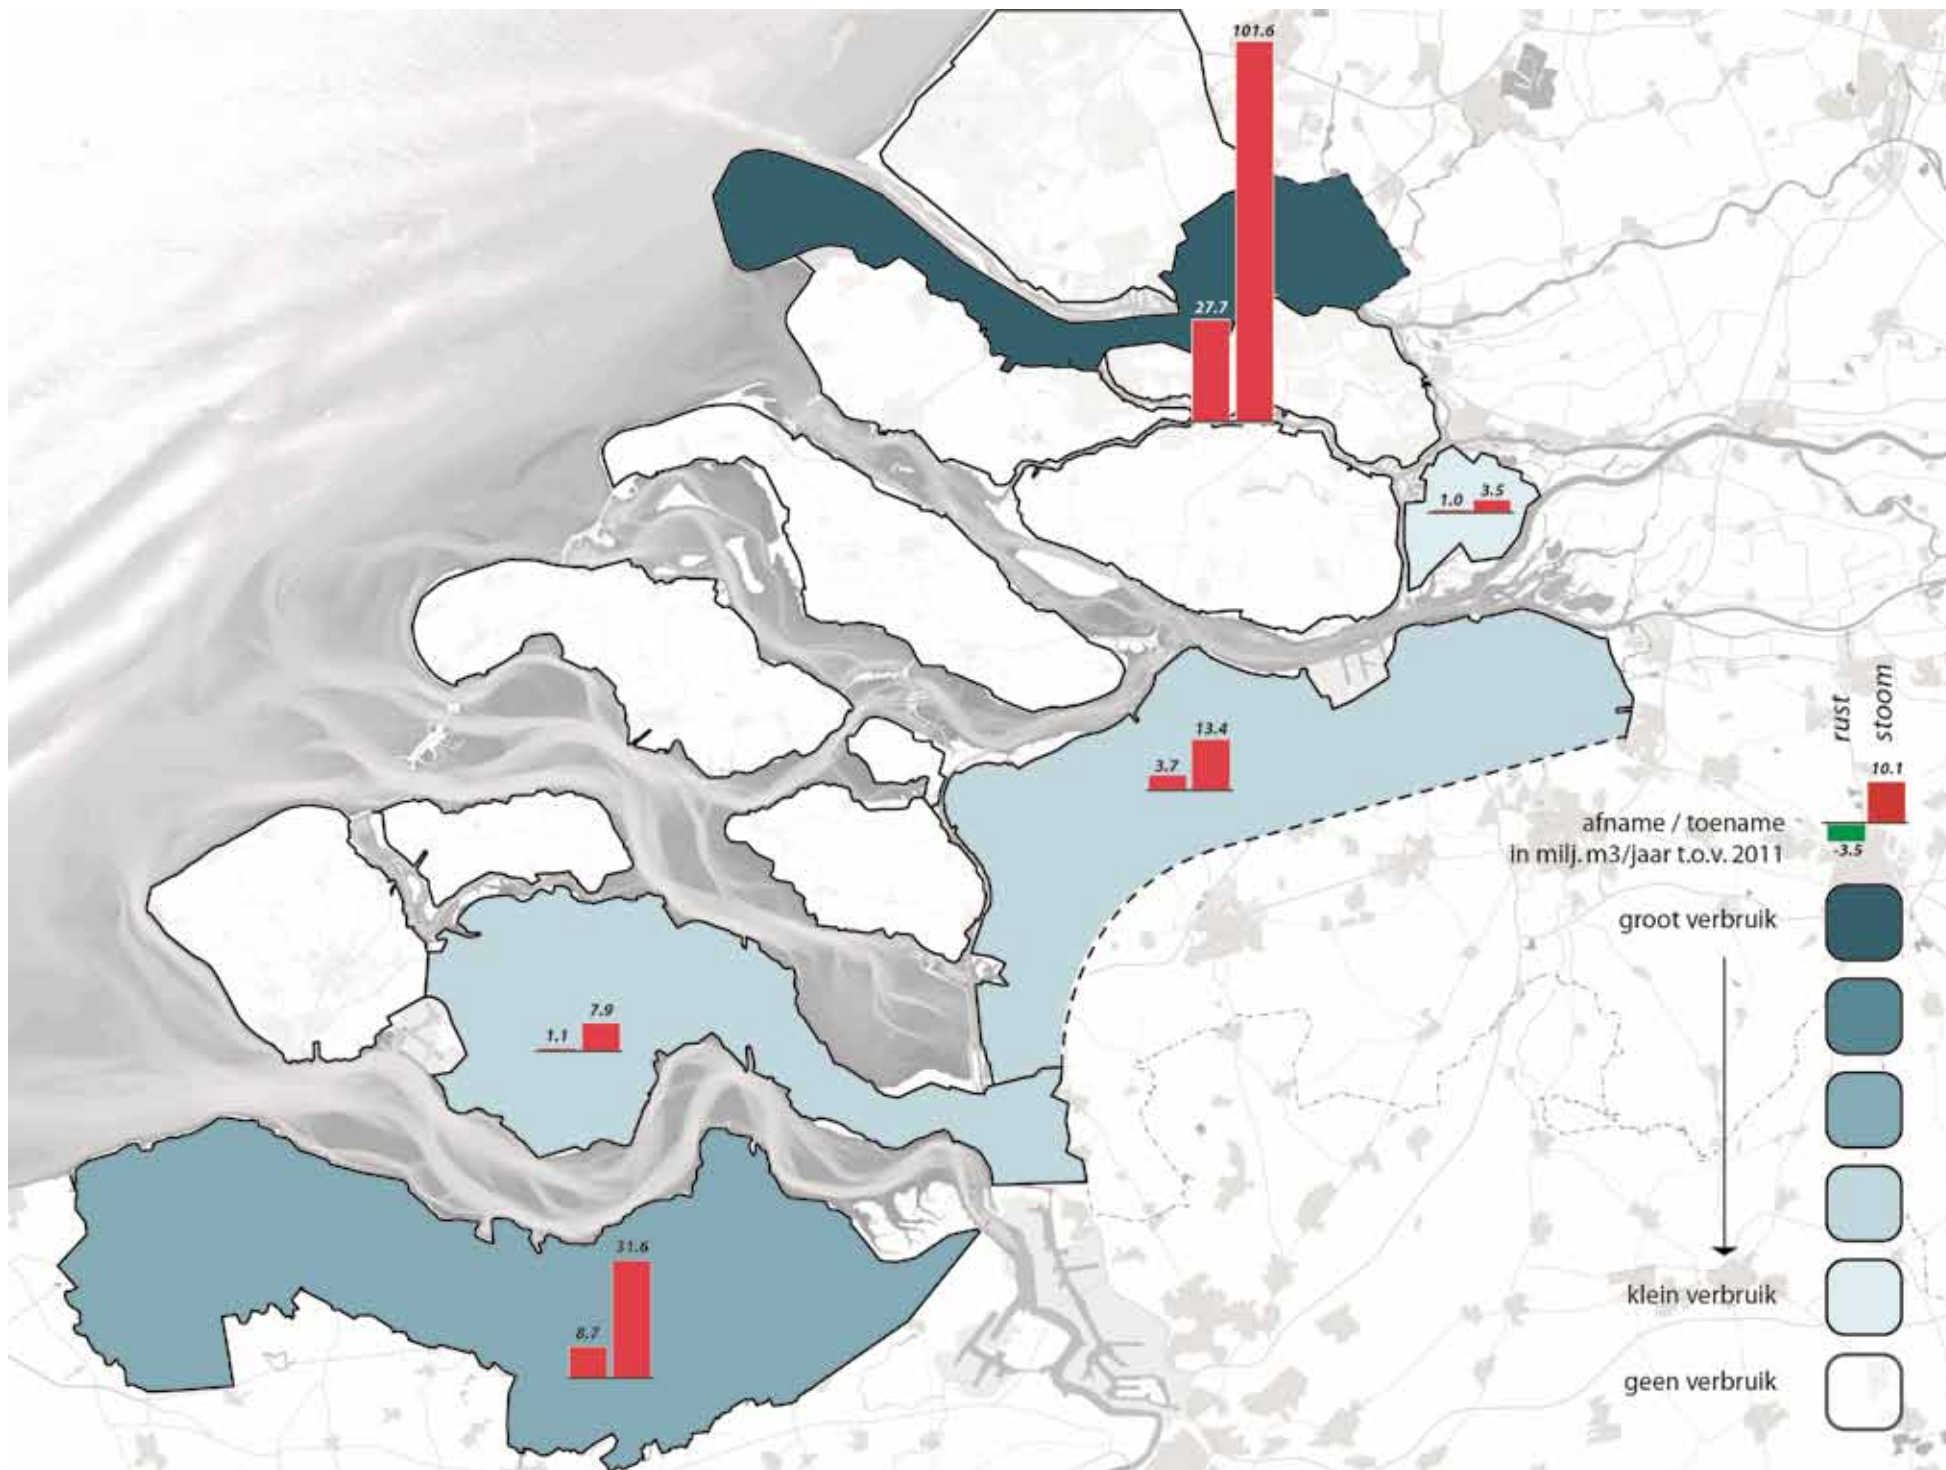 101.6
27.7
1.0 3.5
13.4
3.7
7.9
1.1
31.6
8.7
rust
stoom
10.1
afname / toename
in milj. m3/jaar t.o.v. 2011
-3.5
groot verbruik
klein verbruik
geen verbruik